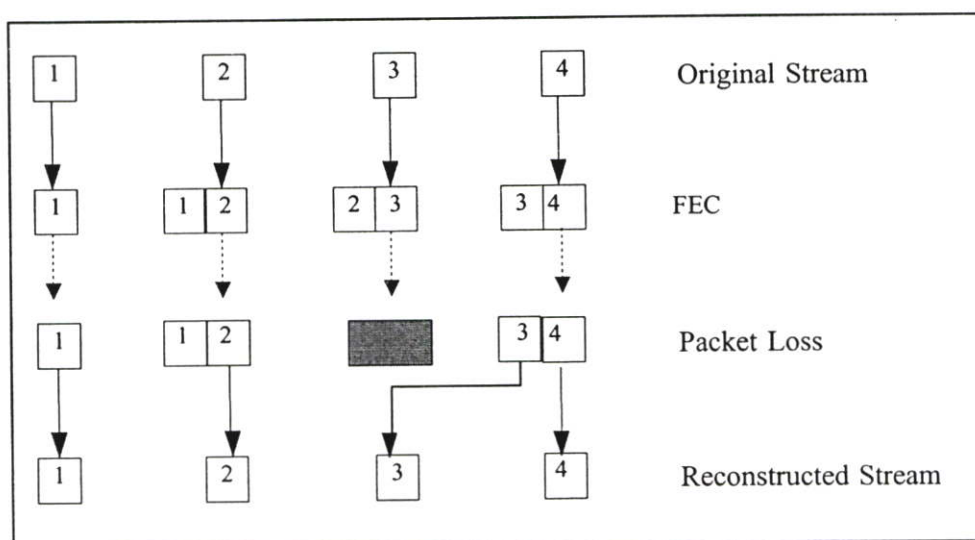 1 2 3 4 Original Stream
1 1 2 2 3 3 4 FEC
1 1 2 3 4 Packet Loss
1 2 3 4 Reconstructed Stream